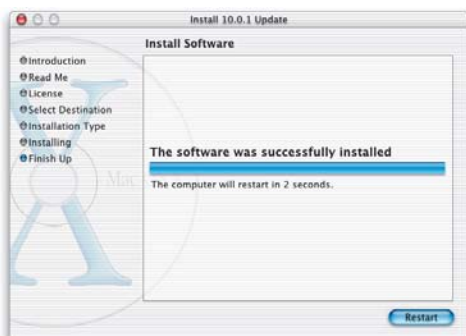 Install 10.0.1 Update
Install Software
Introduction
Read Me
License
Select Destination
Installation Type
Installing
Finish Up
Mac
The software was successfully installed
The computer will restart in 2 seconds.
Restart